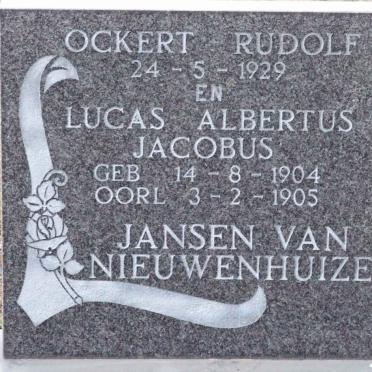 OCKERT RUDOLF
24 - 5 - 1929
EN
LUCAS ALBERTUS
JACOBUS
GEB 14 - 8 - 1904
OORL 3 - 2 - 1905
JANSEN VAN
NIEUWENHUIZE